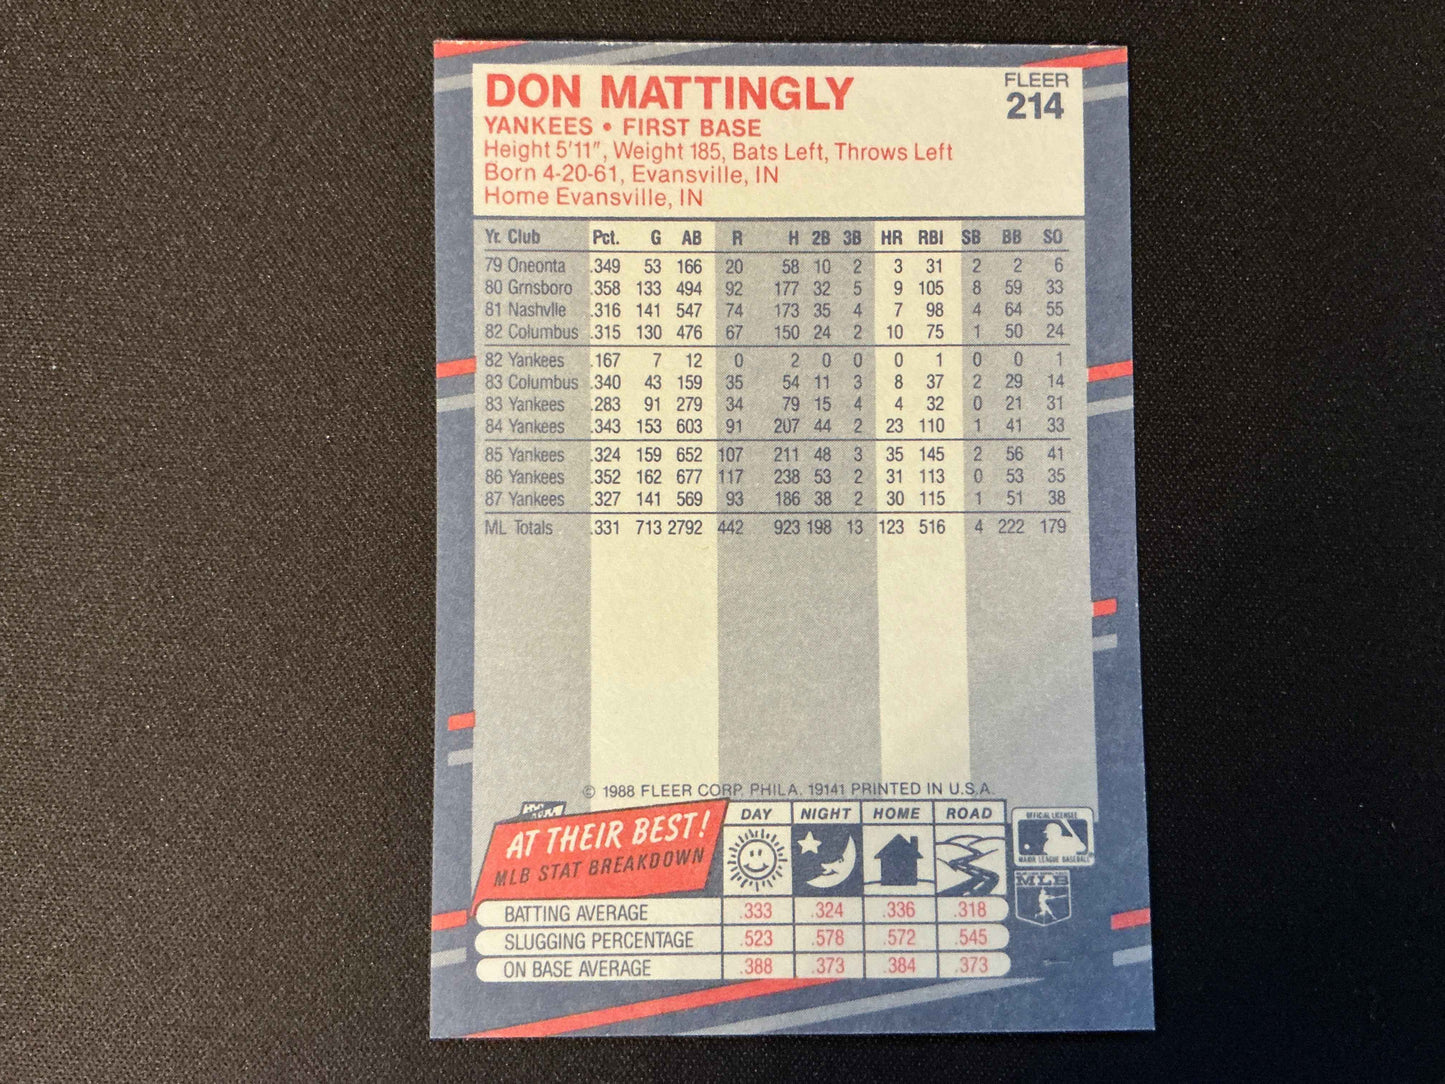 DON MATTINGLY
FLEER
214
YANKEES • FIRST BASE
Height 5'11", Weight 185, Bats Left, Throws Left
Born 4-20-61, Evansville, IN
Home Evansville, IN
Yr. Club Pct. G AB R H 2B 3B HR RBI SB BB SO
79 Oneonta .349 53 166 20 58 10 2 3 31 2 2 6
80 Grnsboro .358 133 494 92 177 32 5 9 105 8 59 33
81 Nashvlle .316 141 547 74 173 35 4 7 98 4 64 55
82 Columbus .315 130 476 67 150 24 2 10 75 1 50 24
82 Yankees .167 7 12 0 2 0 0 0 1 0 0 1
83 Columbus .340 43 159 35 54 11 3 8 37 2 29 14
83 Yankees .283 91 279 34 79 15 4 4 32 0 21 31
84 Yankees .343 153 603 91 207 44 2 23 110 1 41 33
85 Yankees .324 159 652 107 211 48 3 35 145 2 56 41
86 Yankees .352 162 677 117 238 53 2 31 113 0 53 35
87 Yankees .327 141 569 93 186 38 2 30 115 1 51 38
ML Totals .331 713 2792 442 923 198 13 123 516 4 222 179
© 1988 FLEER CORP. PHILA. 19141 PRINTED IN U.S.A.
AT THEIR BEST!
MLB STAT BREAKDOWN
DAY NIGHT HOME ROAD
BATTING AVERAGE .333 .324 .336 .318
SLUGGING PERCENTAGE .523 .578 .572 .545
ON BASE AVERAGE .388 .373 .384 .373
OFFICIAL LICENSEE
MAJOR LEAGUE BASEBALL
MLB